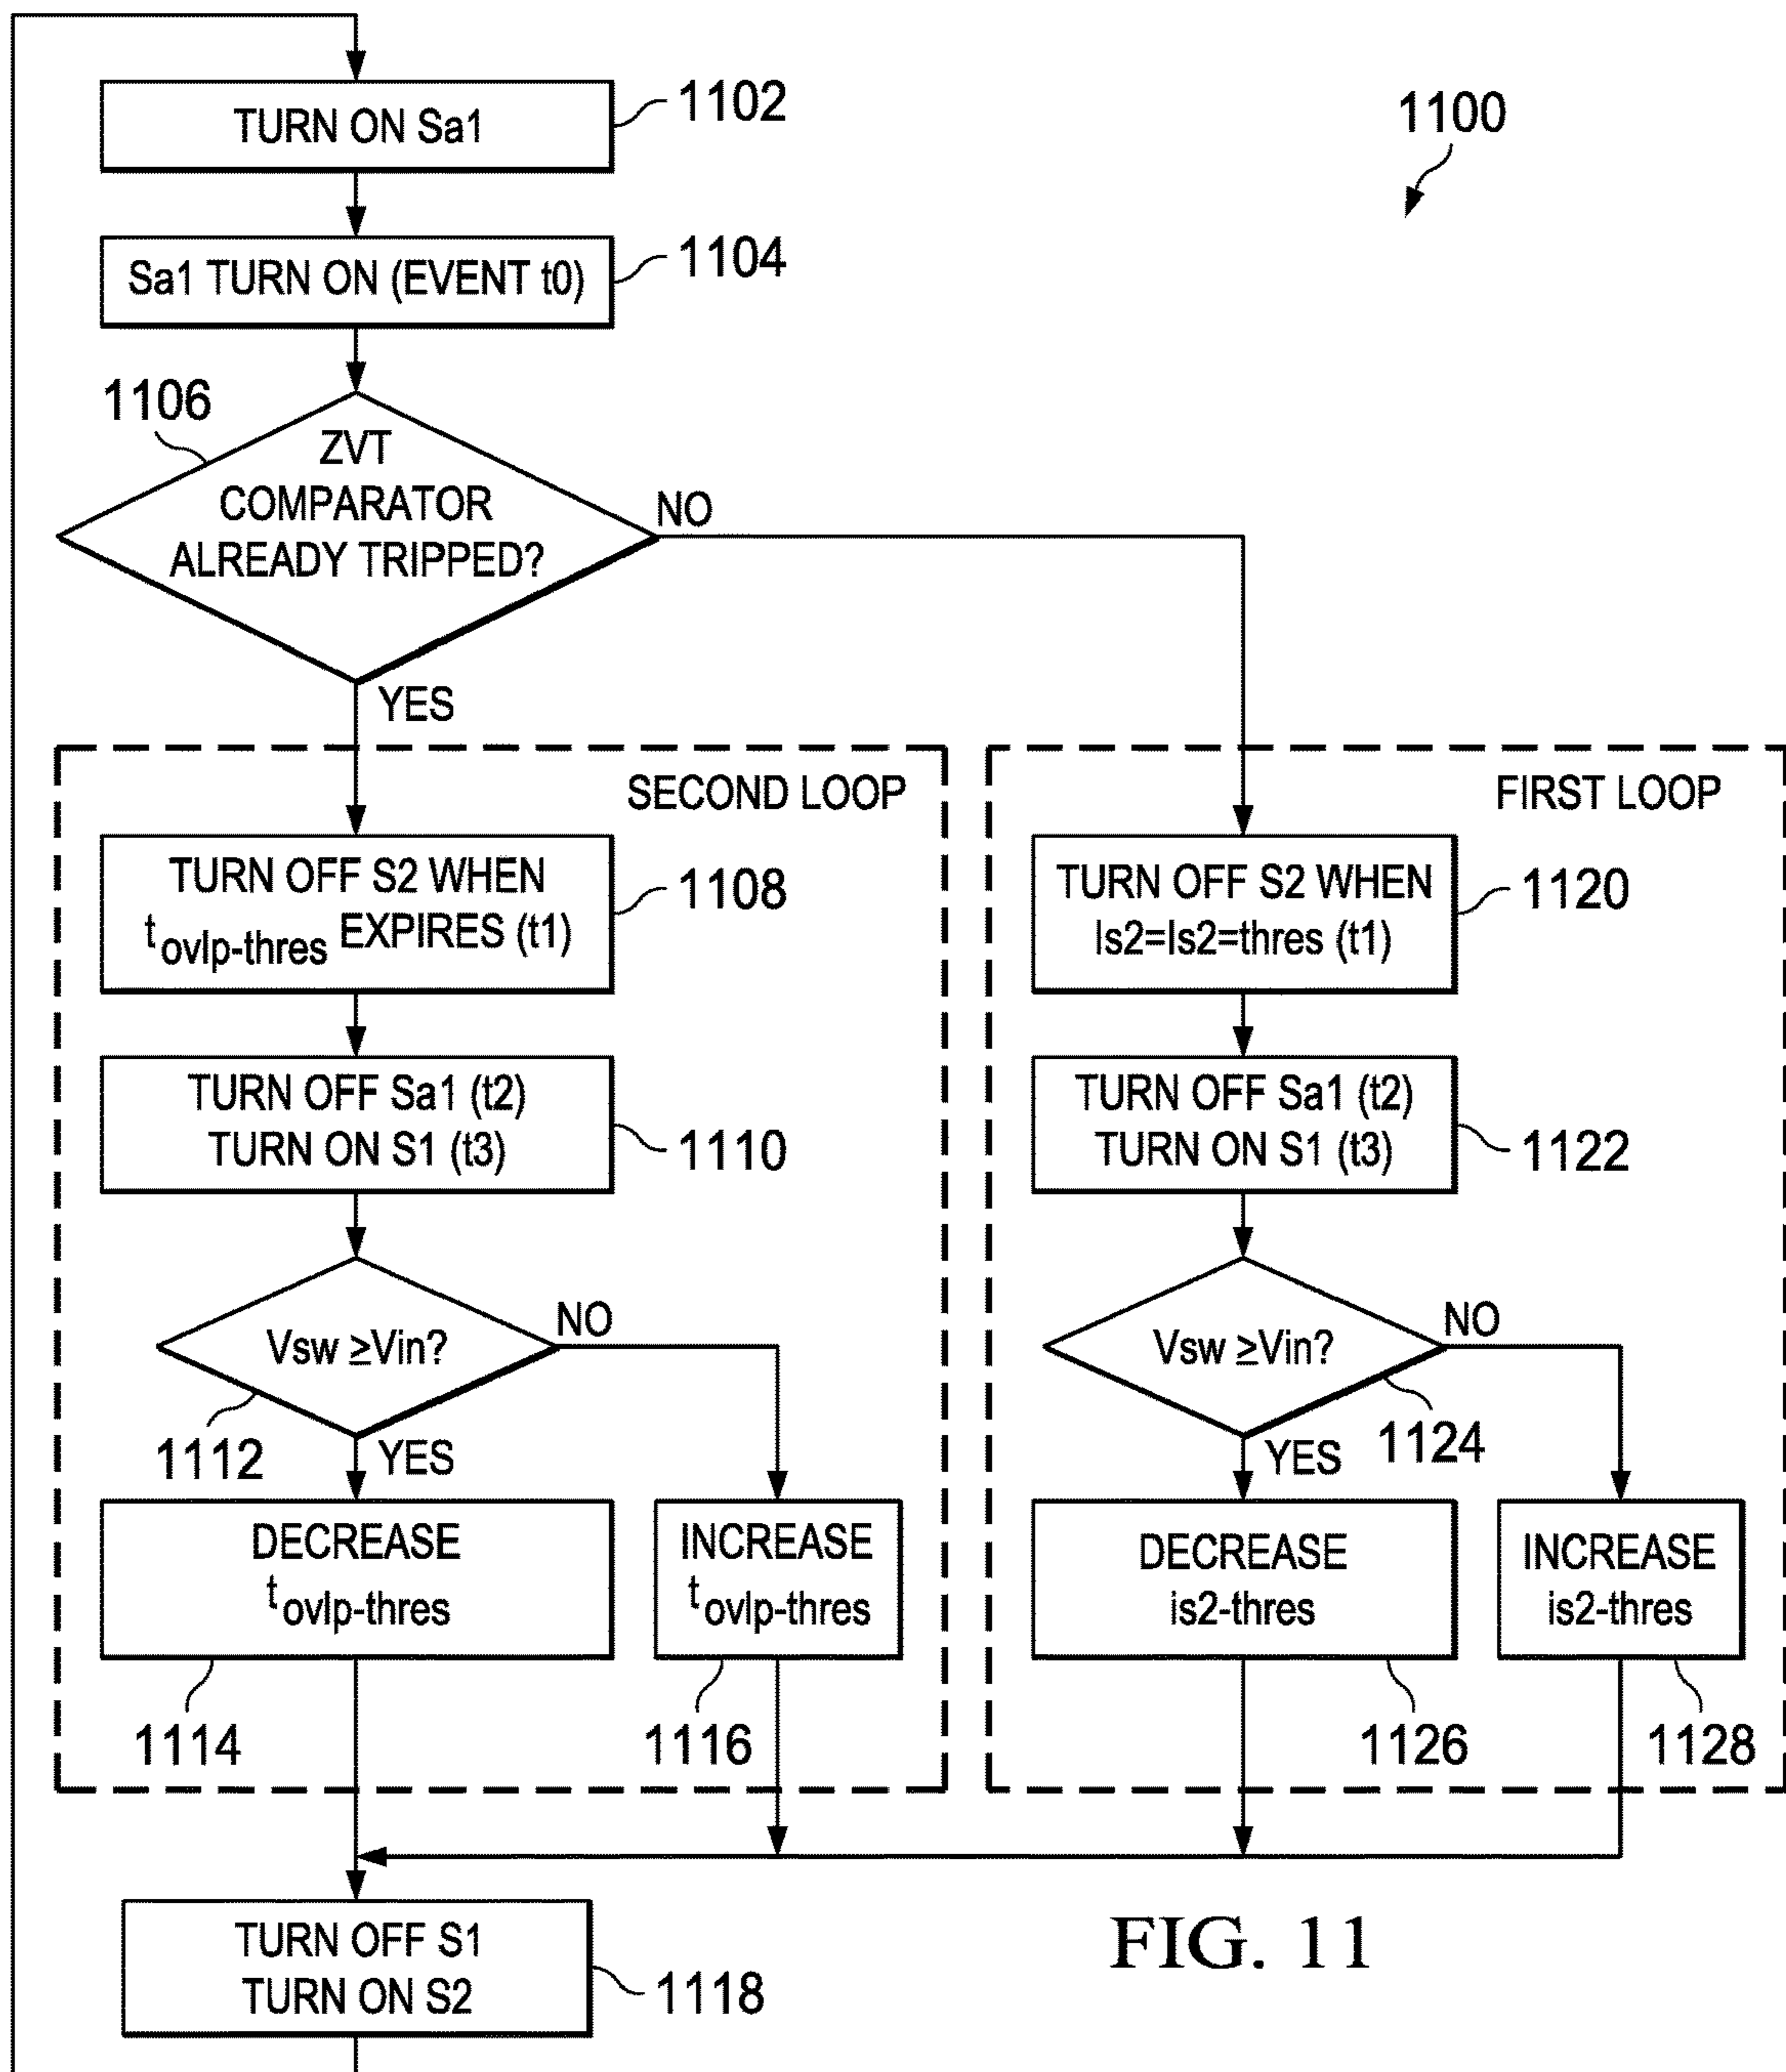 TURN ON Sa1
1102
1100
Sa1 TURN ON (EVENT t0)
1104
1106
ZVT
COMPARATOR
ALREADY TRIPPED?
NO
YES
SECOND LOOP
TURN OFF S2 WHEN
tovlp-thres EXPIRES (t1)
1108
TURN OFF Sa1 (t2)
TURN ON S1 (t3)
1110
Vsw ≥Vin?
NO
1112
YES
DECREASE
tovlp-thres
1114
INCREASE
tovlp-thres
1116
FIRST LOOP
TURN OFF S2 WHEN
Is2=Is2=thres (t1)
1120
TURN OFF Sa1 (t2)
TURN ON S1 (t3)
1122
Vsw ≥Vin?
NO
1124
YES
DECREASE
is2-thres
1126
INCREASE
is2-thres
1128
TURN OFF S1
TURN ON S2
1118
FIG. 11